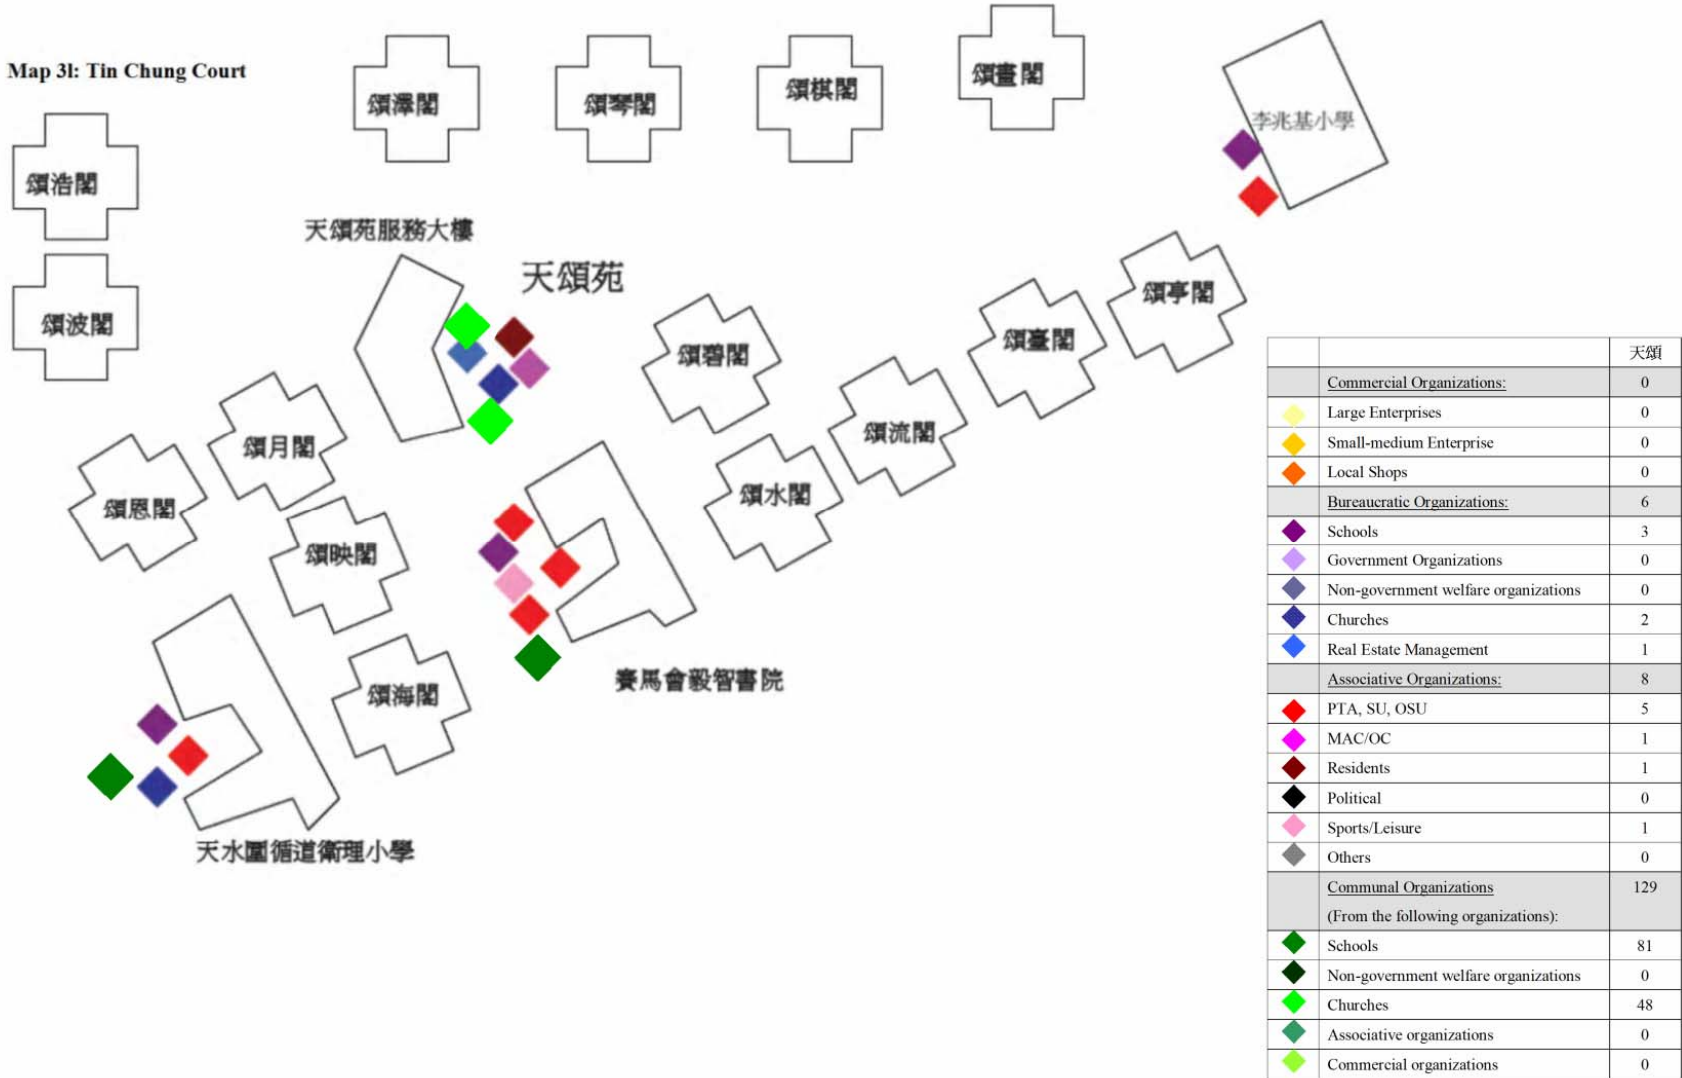 Map 3l: Tin Chung Court
頌澤閣
頌琴閣
頌棋閣
頌畫閣
李兆基小學
頌浩閣
頌波閣
天頌苑服務大樓
天頌苑
頌碧閣
頌臺閣
頌亭閣
頌月閣
頌恩閣
頌映閣
頌水閣
頌流閣
頌海閣
賽馬會毅智書院
天水圍循道衞理小學
天頌
Commercial Organizations: 0
Large Enterprises 0
Small-medium Enterprise 0
Local Shops 0
Bureaucratic Organizations: 6
Schools 3
Government Organizations 0
Non-government welfare organizations 0
Churches 2
Real Estate Management 1
Associative Organizations: 8
PTA, SU, OSU 5
MAC/OC 1
Residents 1
Political 0
Sports/Leisure 1
Others 0
Communal Organizations 129
(From the following organizations):
Schools 81
Non-government welfare organizations 0
Churches 48
Associative organizations 0
Commercial organizations 0